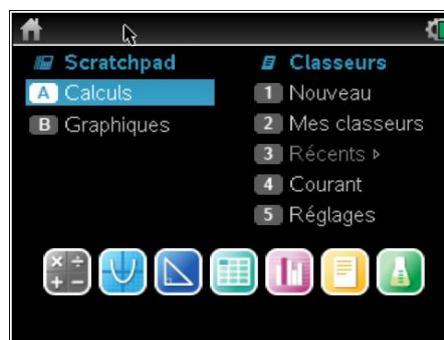 Scratchpad
A Calculs
B Graphiques
Classeurs
1 Nouveau
2 Mes classeurs
3 Récents ▸
4 Courant
5 Réglages